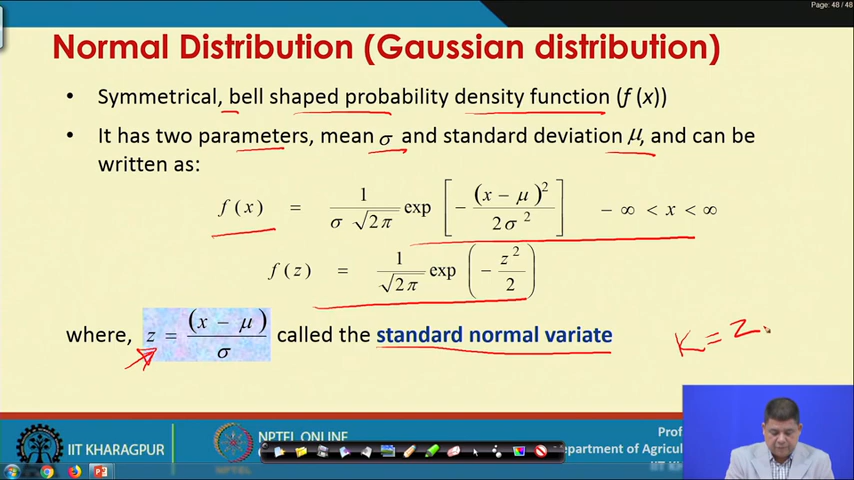 Page: 48 / 48
Normal Distribution (Gaussian distribution)
• Symmetrical, bell shaped probability density function (f (x))
• It has two parameters, mean σ and standard deviation μ, and can be
written as:
f (x) = 1 / (σ √2π) exp [ − (x − μ)² / 2σ² ] − ∞ < x < ∞
f (z) = 1 / √2π exp ( − z² / 2 )
where, z = (x − μ) / σ called the standard normal variate
K = Z
IIT KHARAGPUR
NPTEL ONLINE
Prof
Department of Agricul
IIT K